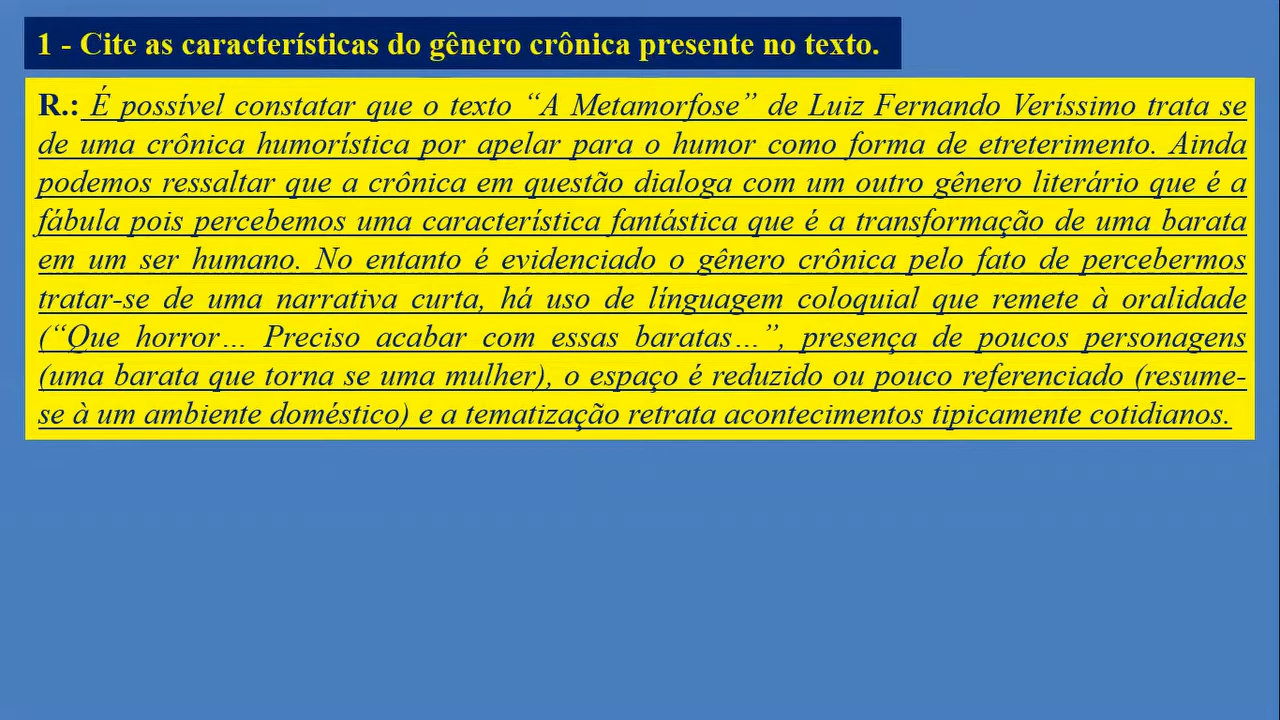 1 - Cite as características do gênero crônica presente no texto.
R.: É possível constatar que o texto “A Metamorfose” de Luiz Fernando Veríssimo trata se
de uma crônica humorística por apelar para o humor como forma de etreterimento. Ainda
podemos ressaltar que a crônica em questão dialoga com um outro gênero literário que é a
fábula pois percebemos uma característica fantástica que é a transformação de uma barata
em um ser humano. No entanto é evidenciado o gênero crônica pelo fato de percebermos
tratar-se de uma narrativa curta, há uso de línguagem coloquial que remete à oralidade
(“Que horror… Preciso acabar com essas baratas…”, presença de poucos personagens
(uma barata que torna se uma mulher), o espaço é reduzido ou pouco referenciado (resume-
se à um ambiente doméstico) e a tematização retrata acontecimentos tipicamente cotidianos.